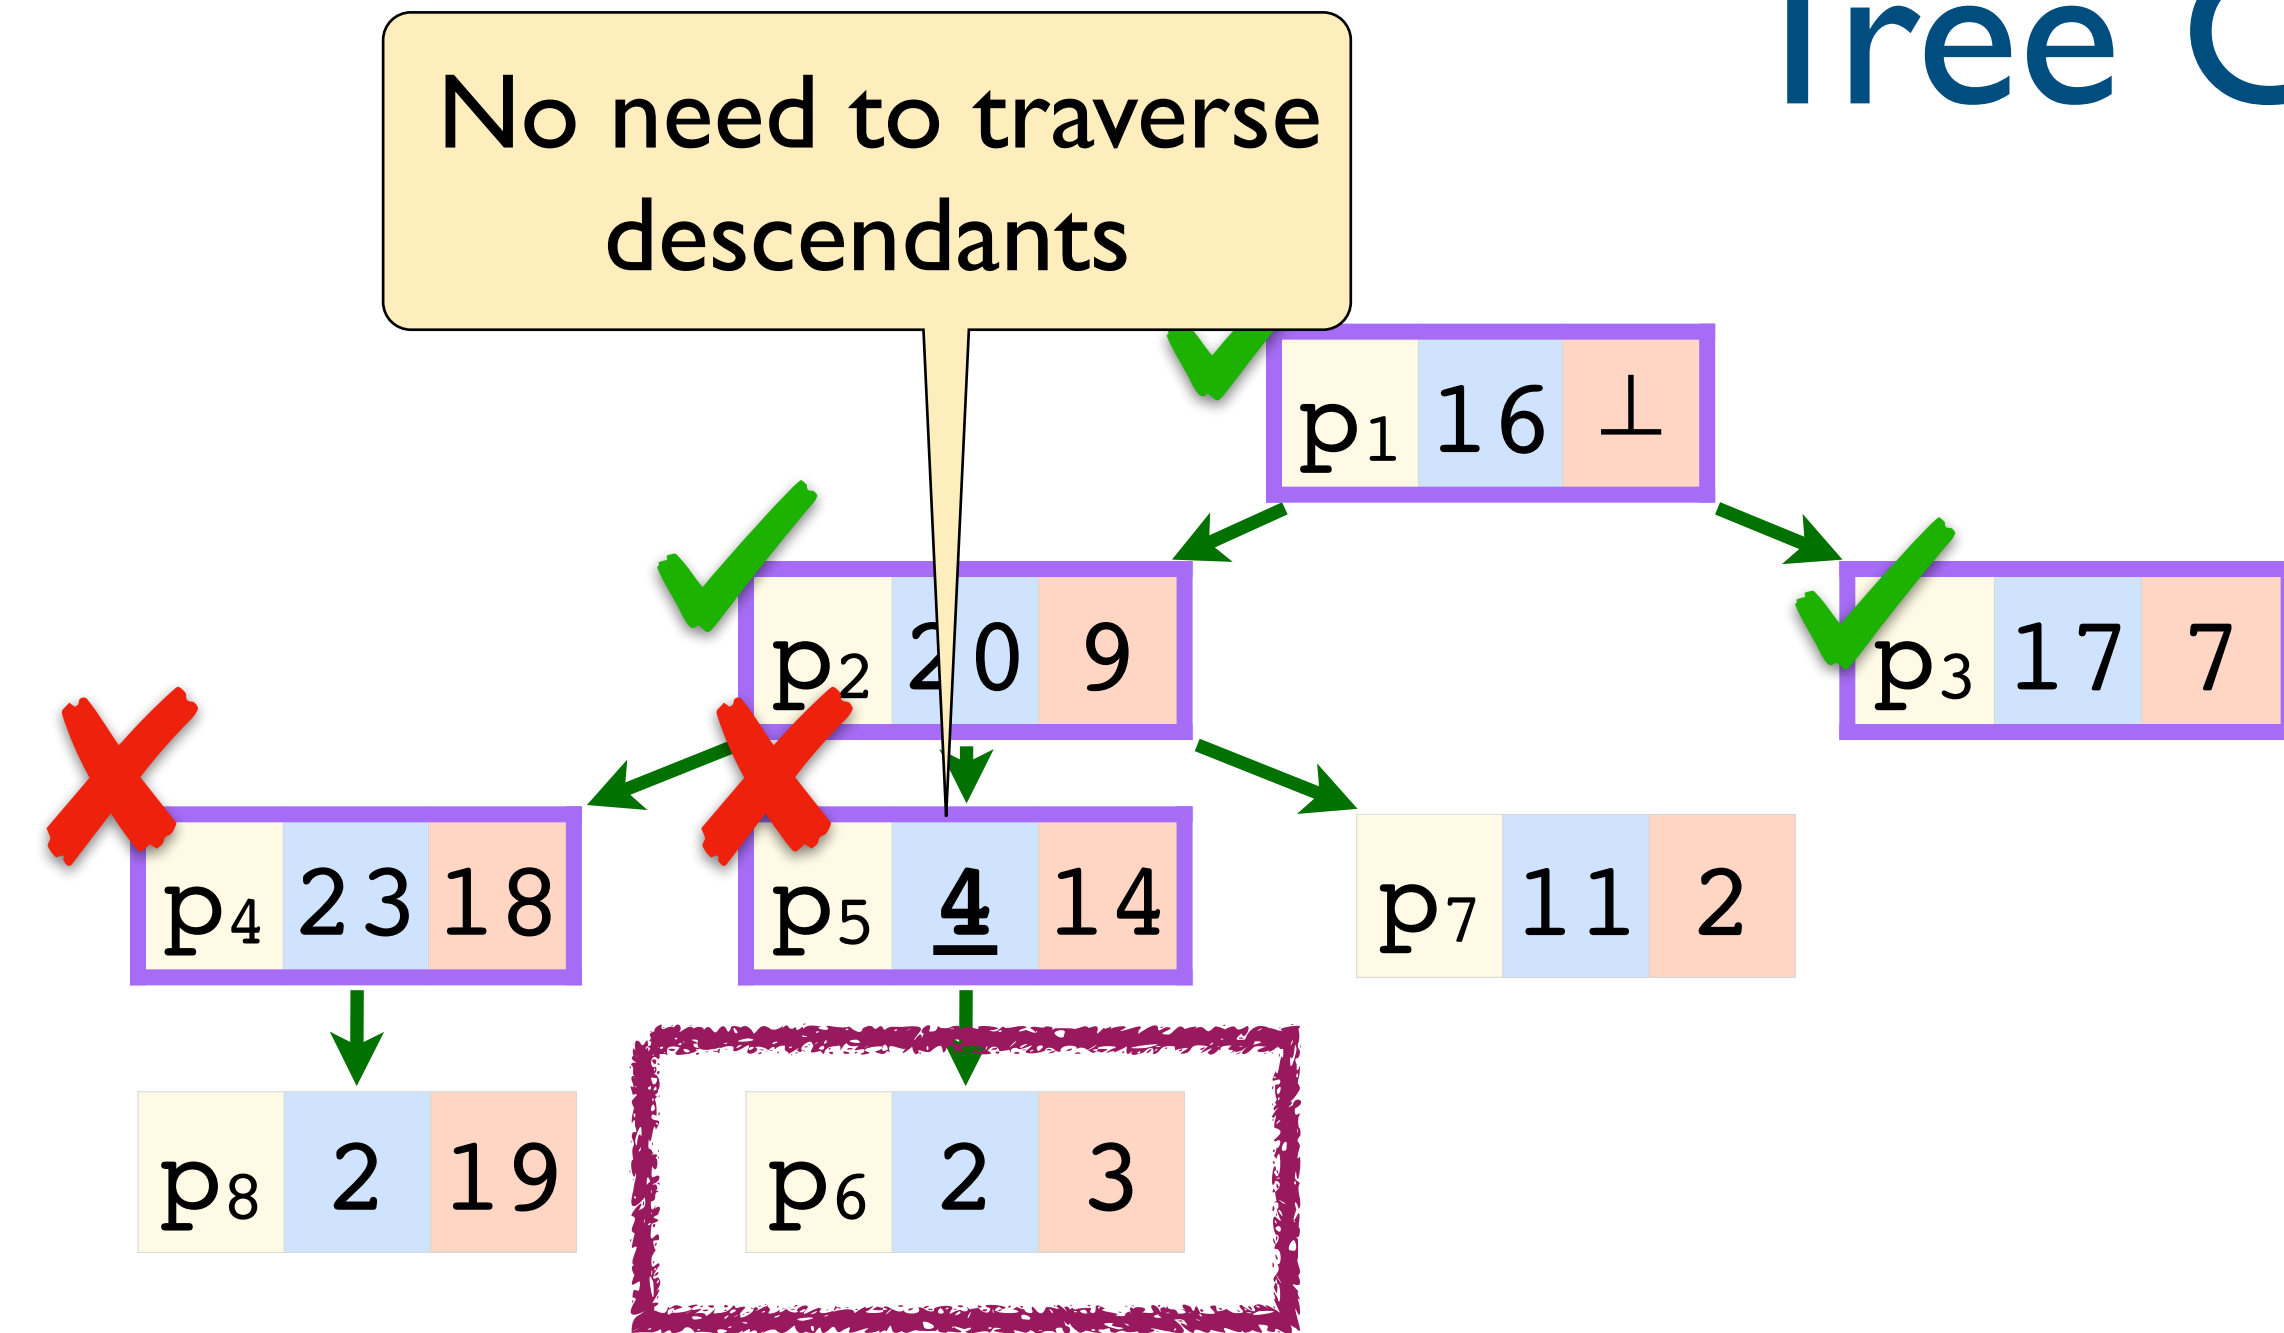 Tree C
No need to traverse
descendants
p1 16 ⊥
p2 20 9
p3 17 7
p4 23 18
p5 4 14
p7 11 2
p8 2 19
p6 2 3